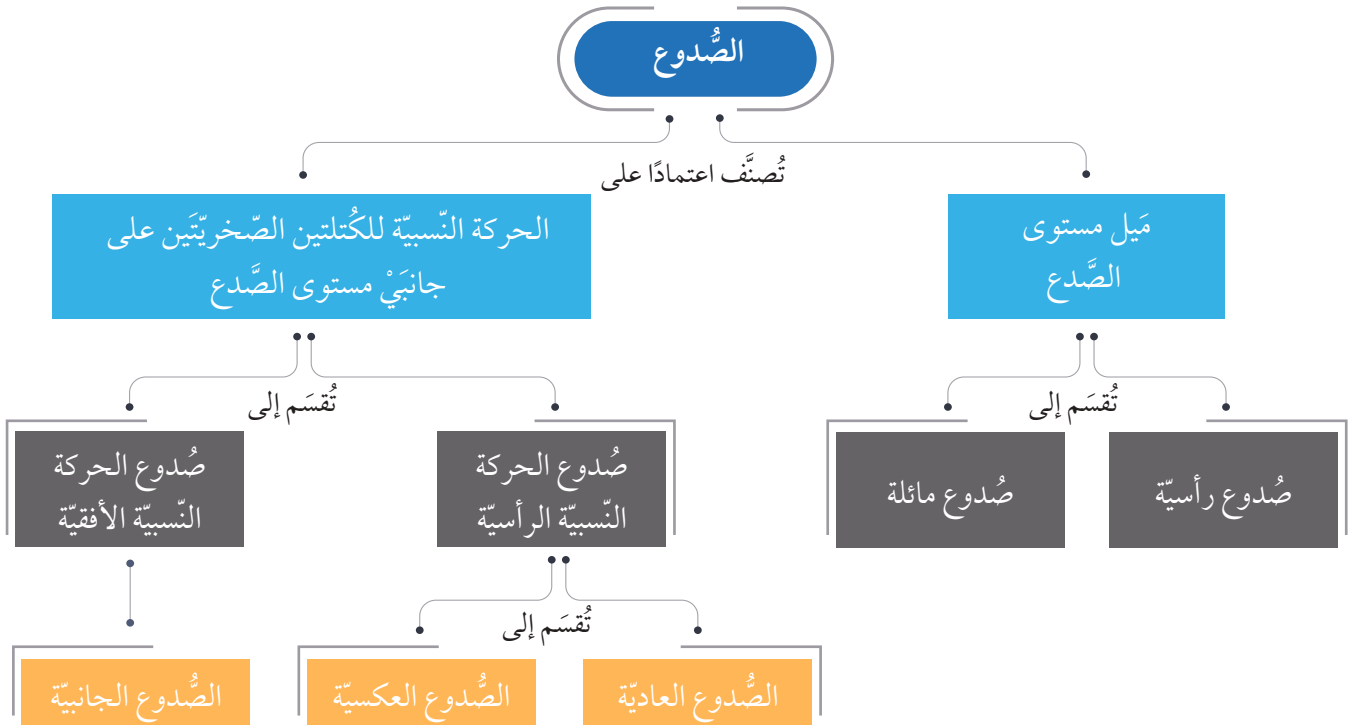 الصُّدوع
تُصنَّف اعتمادًا على
مَيل مستوى
الصَّدع
الحركة النّسبيّة للكُتلتين الصّخريّتَين على
جانبَيْ مستوى الصَّدع
تُقسَم إلى
تُقسَم إلى
صُدوع رأسيّة
صُدوع مائلة
صُدوع الحركة
النّسبيّة الرأسيّة
صُدوع الحركة
النّسبيّة الأفقيّة
تُقسَم إلى
الصُّدوع العاديّة
الصُّدوع العكسيّة
الصُّدوع الجانبيّة